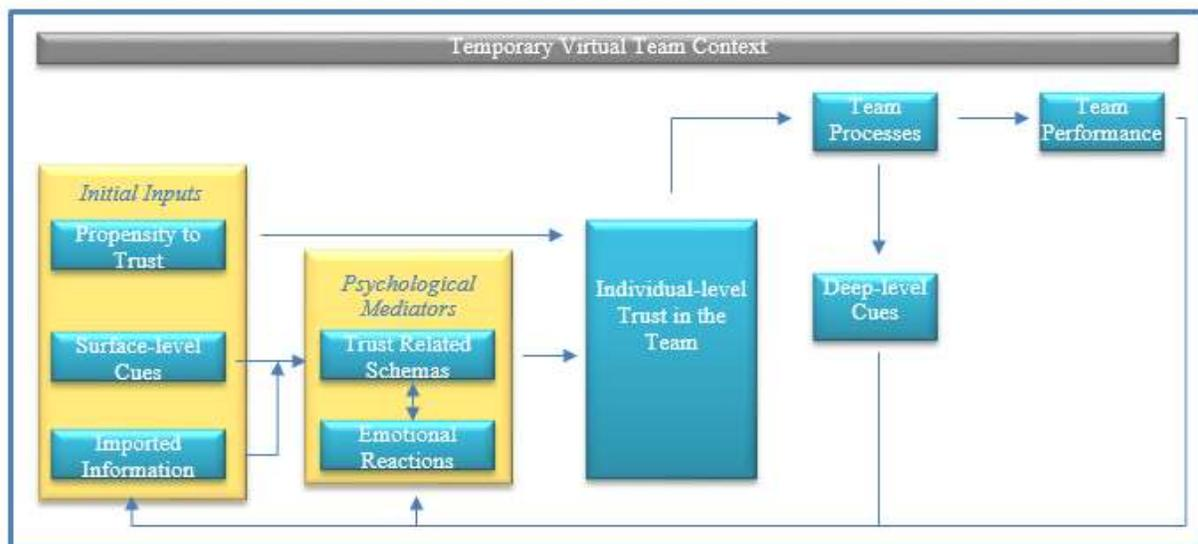 Temporary Virtual Team Context
Team
Processes
Team
Performance
Initial Inputs
Propensity to
Trust
Psychological
Mediators
Individual-level
Trust in the
Team
Deep-level
Cues
Surface-level
Cues
Trust Related
Schemas
Imported
Information
Emotional
Reactions